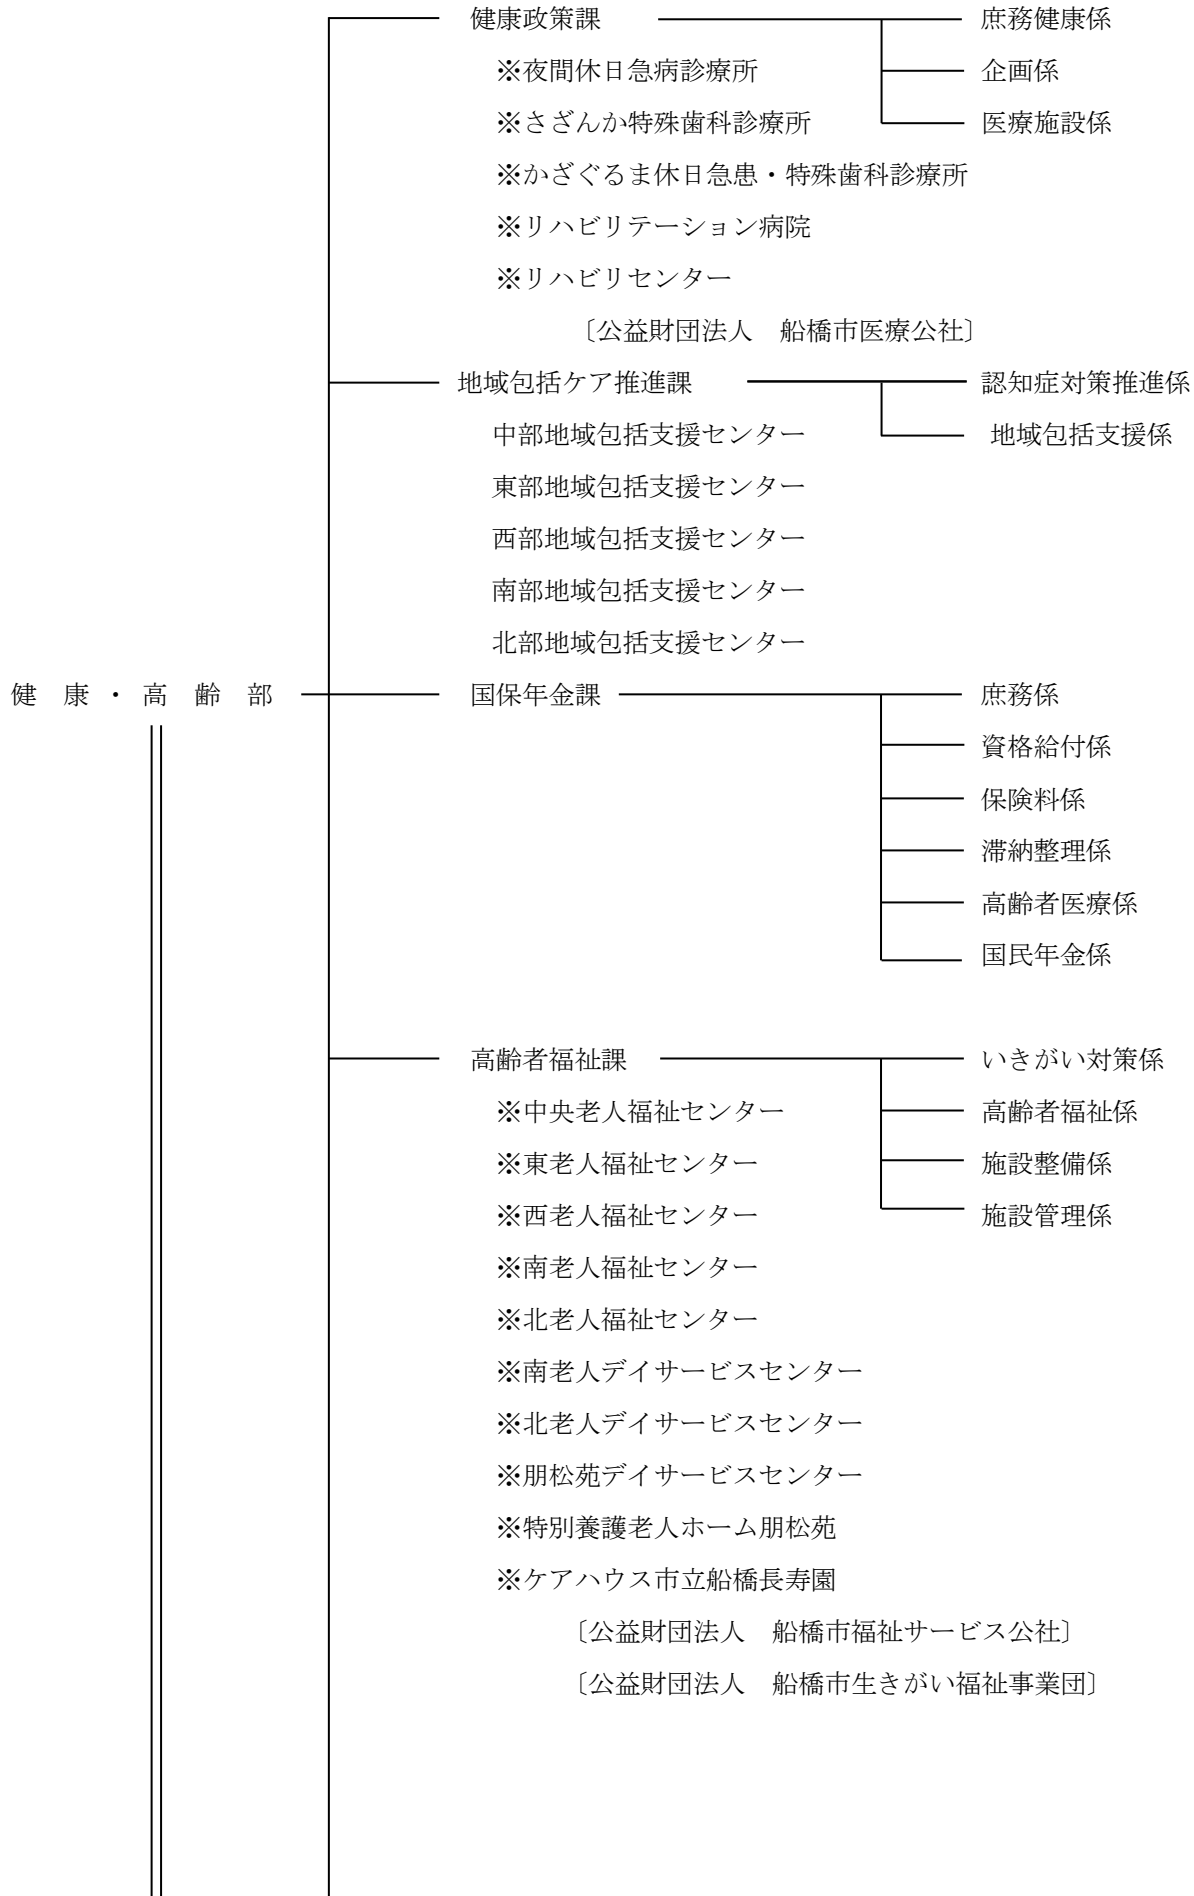 健康政策課 庶務健康係
※夜間休日急病診療所 企画係
※さざんか特殊歯科診療所 医療施設係
※かざぐるま休日急患・特殊歯科診療所
※リハビリテーション病院
※リハビリセンター
〔公益財団法人　船橋市医療公社〕
地域包括ケア推進課 認知症対策推進係
中部地域包括支援センター 地域包括支援係
東部地域包括支援センター
西部地域包括支援センター
南部地域包括支援センター
北部地域包括支援センター
健　康・高　齢　部 国保年金課 庶務係
資格給付係
保険料係
滞納整理係
高齢者医療係
国民年金係
高齢者福祉課 いきがい対策係
※中央老人福祉センター 高齢者福祉係
※東老人福祉センター 施設整備係
※西老人福祉センター 施設管理係
※南老人福祉センター
※北老人福祉センター
※南老人デイサービスセンター
※北老人デイサービスセンター
※朋松苑デイサービスセンター
※特別養護老人ホーム朋松苑
※ケアハウス市立船橋長寿園
〔公益財団法人　船橋市福祉サービス公社〕
〔公益財団法人　船橋市生きがい福祉事業団〕